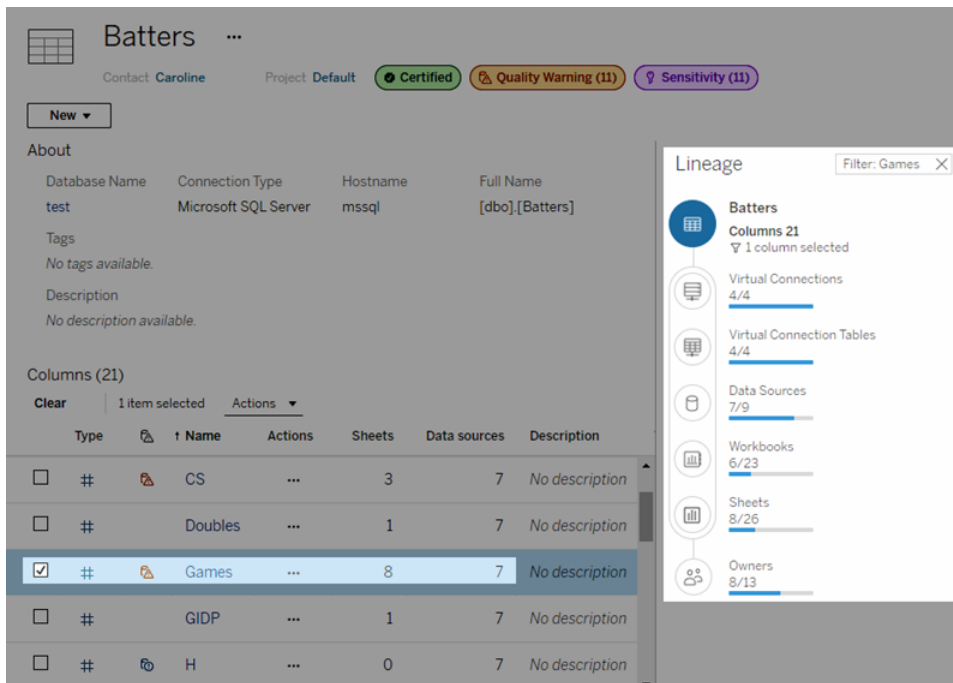 Batters ...
Contact Caroline Project Default Certified Quality Warning (11) Sensitivity (11)
New
About
Database Name Connection Type Hostname Full Name
test Microsoft SQL Server mssql [dbo].[Batters]
Tags
No tags available.
Description
No description available.
Columns (21)
Clear 1 item selected Actions
Type ↑ Name Actions Sheets Data sources Description
# CS ... 3 7 No description
# Doubles ... 1 7 No description
# Games ... 8 7 No description
# GIDP ... 1 7 No description
# H ... 0 7 No description
Lineage Filter: Games ×
Batters
Columns 21
1 column selected
Virtual Connections
4/4
Virtual Connection Tables
4/4
Data Sources
7/9
Workbooks
6/23
Sheets
8/26
Owners
8/13